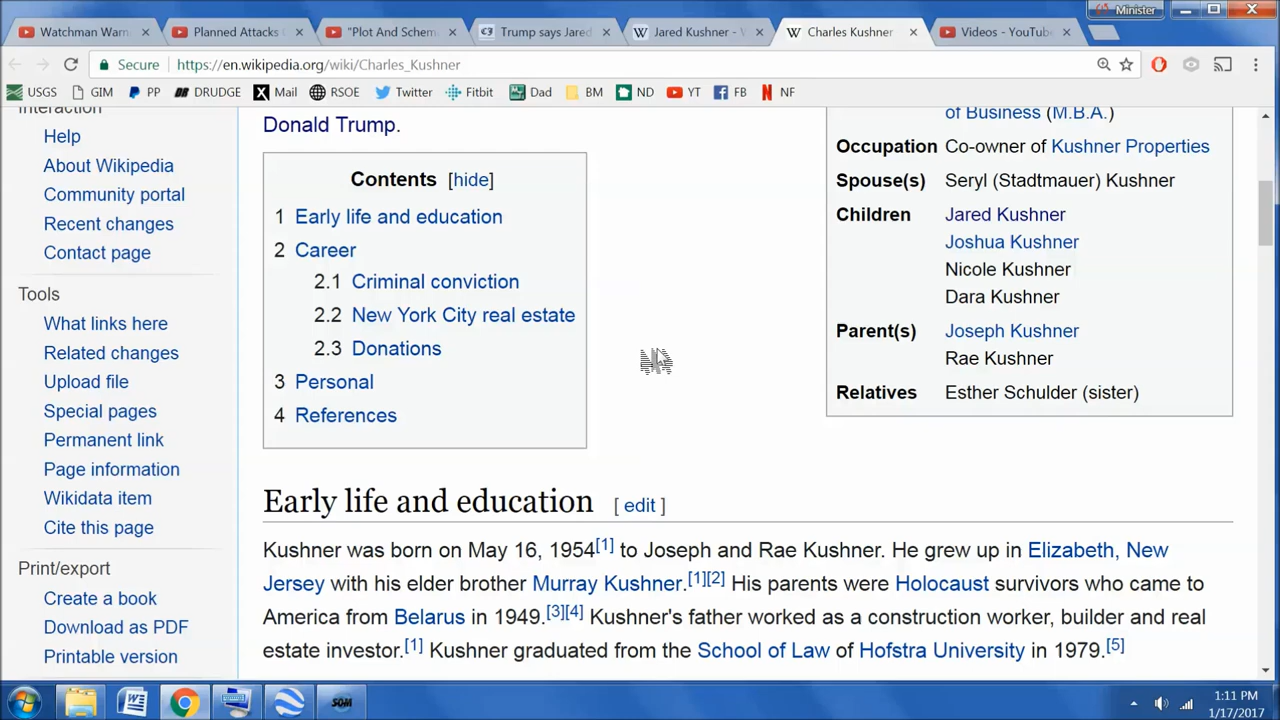 Minister
Watchman Warn
Planned Attacks
"Plot And Schem
Trump says Jared
Jared Kushner -
Charles Kushner
Videos - YouTube
Secure
https://en.wikipedia.org/wiki/Charles_Kushner
USGS
GIM
PP
DRUDGE
Mail
RSOE
Twitter
Fitbit
Dad
BM
ND
YT
FB
NF
Interaction
Help
About Wikipedia
Community portal
Recent changes
Contact page
Tools
What links here
Related changes
Upload file
Special pages
Permanent link
Page information
Wikidata item
Cite this page
Print/export
Create a book
Download as PDF
Printable version
Donald Trump.
Contents [hide]
1 Early life and education
2 Career
2.1 Criminal conviction
2.2 New York City real estate
2.3 Donations
3 Personal
4 References
of Business (M.B.A.)
Occupation Co-owner of Kushner Properties
Spouse(s) Seryl (Stadtmauer) Kushner
Children Jared Kushner
Joshua Kushner
Nicole Kushner
Dara Kushner
Parent(s) Joseph Kushner
Rae Kushner
Relatives Esther Schulder (sister)
Early life and education [ edit ]
Kushner was born on May 16, 1954[1] to Joseph and Rae Kushner. He grew up in Elizabeth, New
Jersey with his elder brother Murray Kushner.[1][2] His parents were Holocaust survivors who came to
America from Belarus in 1949.[3][4] Kushner's father worked as a construction worker, builder and real
estate investor.[1] Kushner graduated from the School of Law of Hofstra University in 1979.[5]
SOM
1:11 PM
1/17/2017